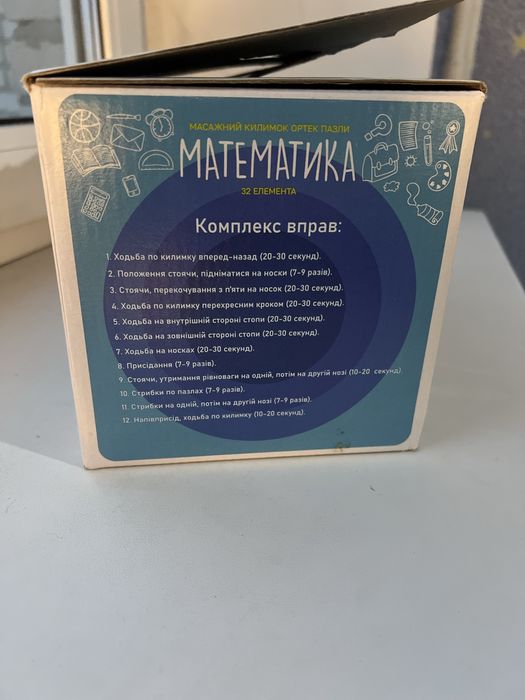 МАСАЖНИЙ КИЛИМОК ОРТЕК ПАЗЛИ
МАТЕМАТИКА
32 ЕЛЕМЕНТА
Комплекс вправ:
1. Ходьба по килимку вперед-назад (20-30 секунд).
2. Положення стоячи, підніматися на носки (7-9 разів).
3. Стоячи, перекочування з п'яти на носок (20-30 секунд).
4. Ходьба по килимку перехресним кроком (20-30 секунд).
5. Ходьба на внутрішній стороні стопи (20-30 секунд).
6. Ходьба на зовнішній стороні стопи (20-30 секунд).
7. Ходьба на носках (20-30 секунд).
8. Присідання (7-9 разів).
9. Стоячи, утримання рівноваги на одній, потім на другій нозі (10-20 секунд).
10. Стрибки по пазлах (7-9 разів).
11. Стрибки на одній, потім на другій нозі (7-9 разів).
12. Напівприсід, ходьба по килимку (10-20 секунд).